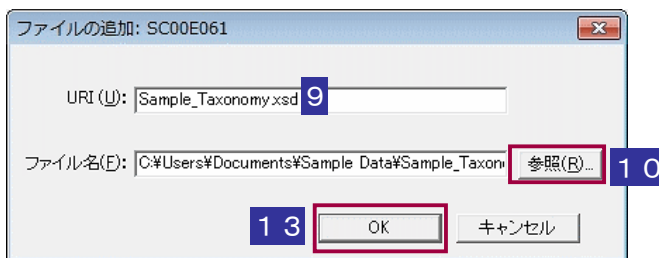 ファイルの追加: SC00E061
URI(U): Sample_Taxonomy.xsd 9
ファイル名(F): C:¥Users¥Documents¥Sample Data¥Sample_Taxon 参照(R)... 10
13 OK キャンセル